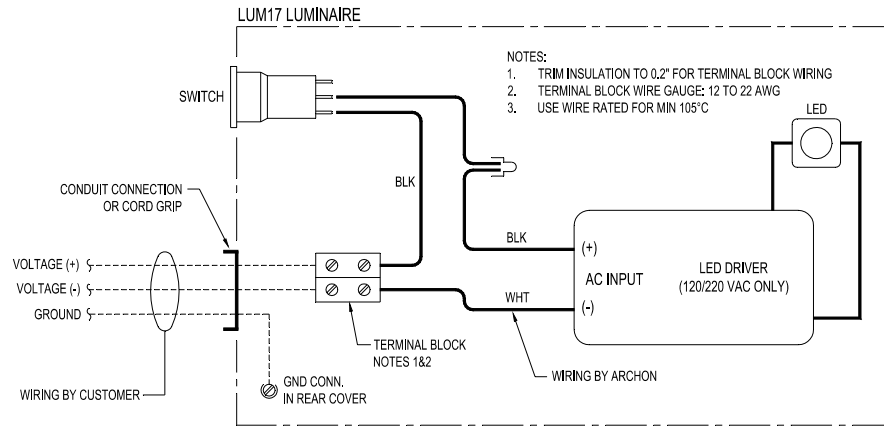 LUM17 LUMINAIRE
NOTES:
1. TRIM INSULATION TO 0.2" FOR TERMINAL BLOCK WIRING
2. TERMINAL BLOCK WIRE GAUGE: 12 TO 22 AWG
3. USE WIRE RATED FOR MIN 105°C
SWITCH
LED
BLK
CONDUIT CONNECTION
OR CORD GRIP
BLK
(+)
LED DRIVER
AC INPUT
(120/220 VAC ONLY)
(-)
VOLTAGE (+)
VOLTAGE (-)
WHT
GROUND
TERMINAL BLOCK
NOTES 1&2
WIRING BY ARCHON
GND CONN.
IN REAR COVER
WIRING BY CUSTOMER